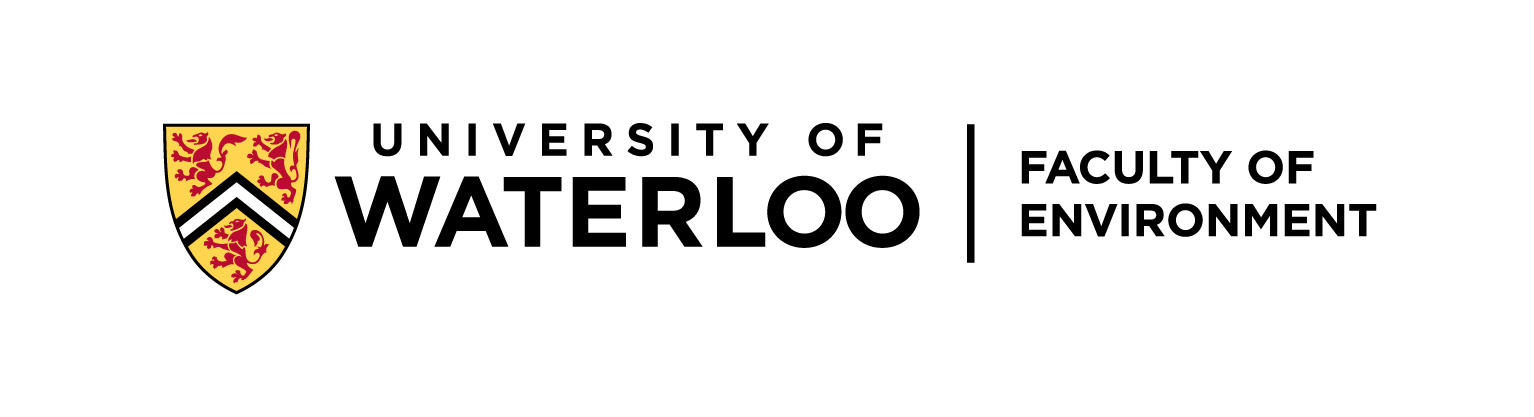 UNIVERSITY OF
WATERLOO
FACULTY OF
ENVIRONMENT